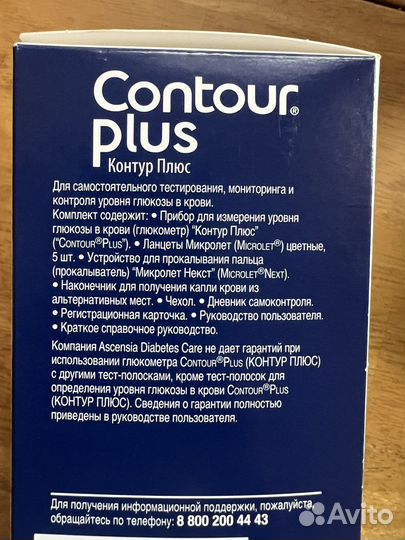 Contour®
plus
Контур Плюс
Для самостоятельного тестирования, мониторинга и
контроля уровня глюкозы в крови.
Комплект содержит: • Прибор для измерения уровня
глюкозы в крови (глюкометр) “Контур Плюс”
(“Contour®Plus”). • Ланцеты Микролет (Microlet®) цветные,
5 шт. • Устройство для прокалывания пальца
(прокалыватель) “Микролет Некст” (Microlet®Next).
• Наконечник для получения капли крови из
альтернативных мест. • Чехол. • Дневник самоконтроля.
• Регистрационная карточка. • Руководство пользователя.
• Краткое справочное руководство.
Компания Ascensia Diabetes Care не дает гарантий при
использовании глюкометра Contour®Plus (КОНТУР ПЛЮС)
с другими тест-полосками, кроме тест-полосок для
определения уровня глюкозы в крови Contour®Plus
(КОНТУР ПЛЮС). Сведения о гарантии полностью
приведены в руководстве пользователя.
Для получения информационной поддержки, пожалуйста,
обращайтесь по телефону: 8 800 200 44 43
Avito